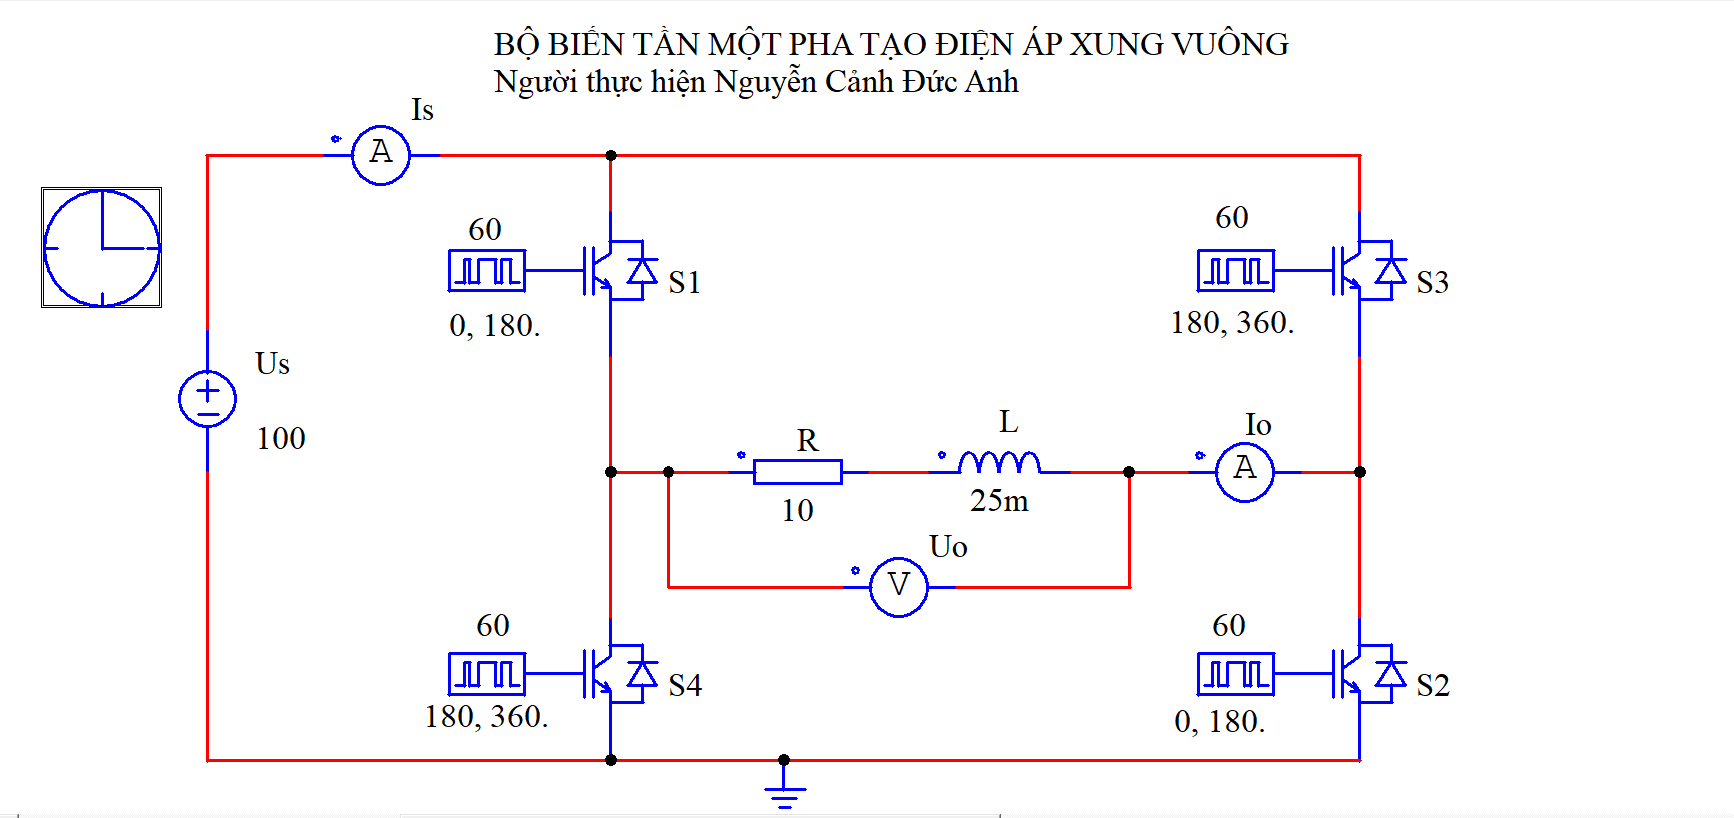 BỘ BIẾN TẦN MỘT PHA TẠO ĐIỆN ÁP XUNG VUÔNG
Người thực hiện Nguyễn Cảnh Đức Anh
Is
A
60
0, 180.
S1
60
180, 360.
S3
Us
100
R
10
L
25m
Io
A
Uo
V
60
180, 360.
S4
60
0, 180.
S2